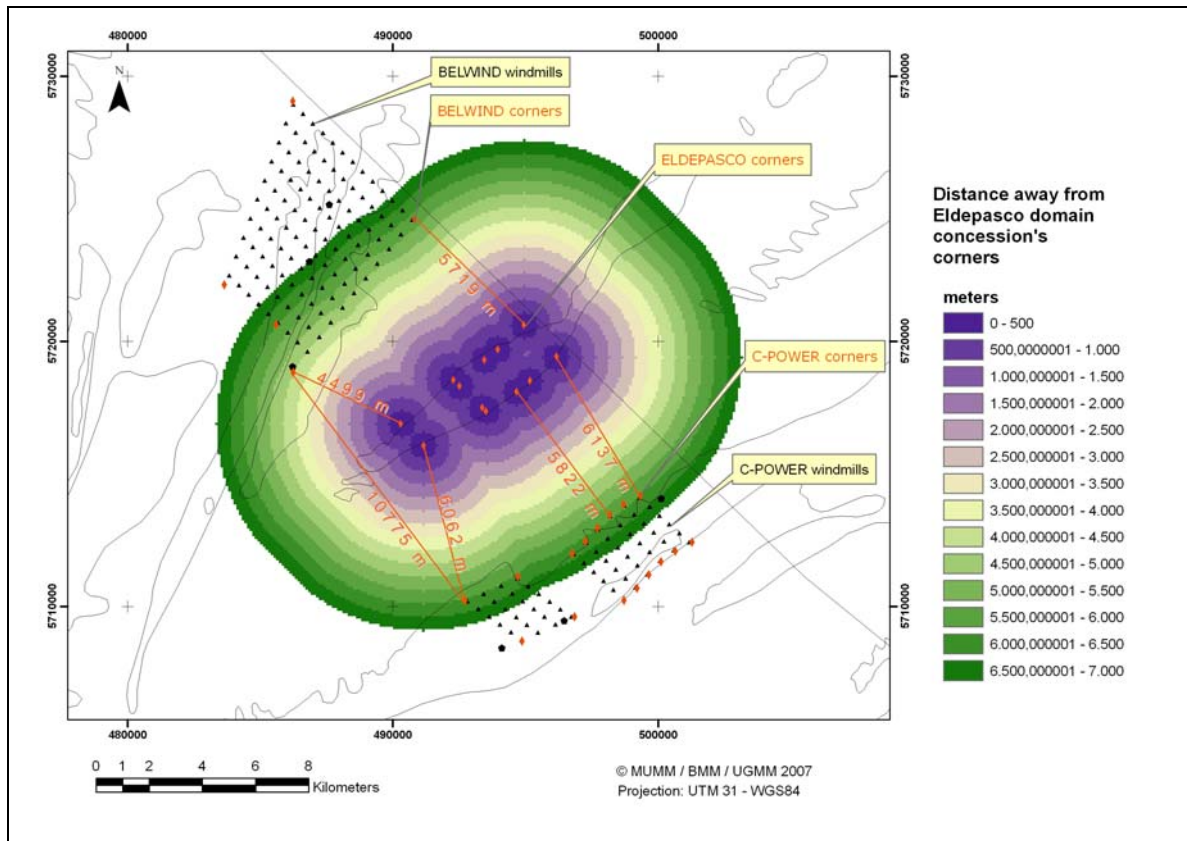 480000
490000
500000
5730000
5730000
N
BELWIND windmills
BELWIND corners
ELDEPASCO corners
5719 m
5720000
5720000
C-POWER corners
4499 m
6137 m
5822 m
C-POWER windmills
10775 m
6062 m
5710000
5710000
480000
490000
500000
Distance away from
Eldepasco domain
concession's
corners
meters
0 - 500
500,0000001 - 1.000
1.000,000001 - 1.500
1.500,000001 - 2.000
2.000,000001 - 2.500
2.500,000001 - 3.000
3.000,000001 - 3.500
3.500,000001 - 4.000
4.000,000001 - 4.500
4.500,000001 - 5.000
5.000,000001 - 5.500
5.500,000001 - 6.000
6.000,000001 - 6.500
6.500,000001 - 7.000
0 1 2 4 6 8
Kilometers
© MUMM / BMM / UGMM 2007
Projection: UTM 31 - WGS84